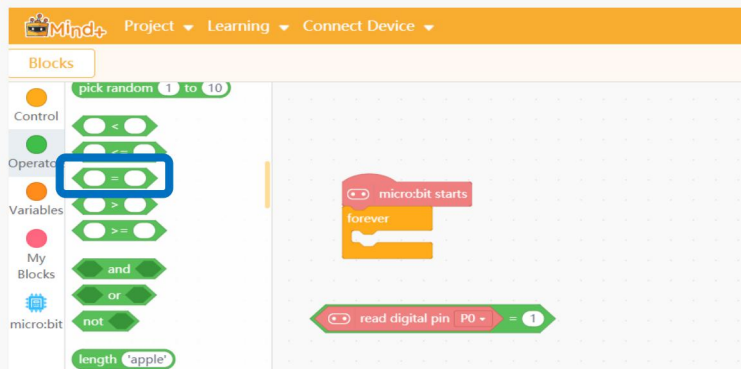 Mind+ Project Learning Connect Device
Blocks
Control
Operator
Variables
My
Blocks
micro:bit
pick random 1 to 10
<
<=
=
>
>=
and
or
not
length 'apple'
micro:bit starts
forever
read digital pin P0 = 1